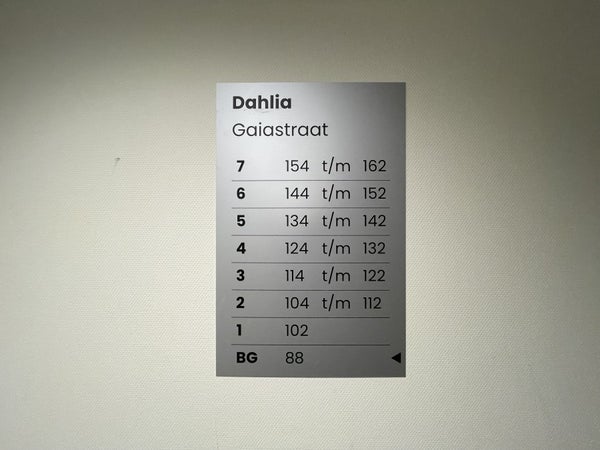 Dahlia
Gaiastraat
7 154 t/m 162
6 144 t/m 152
5 134 t/m 142
4 124 t/m 132
3 114 t/m 122
2 104 t/m 112
1 102
BG 88